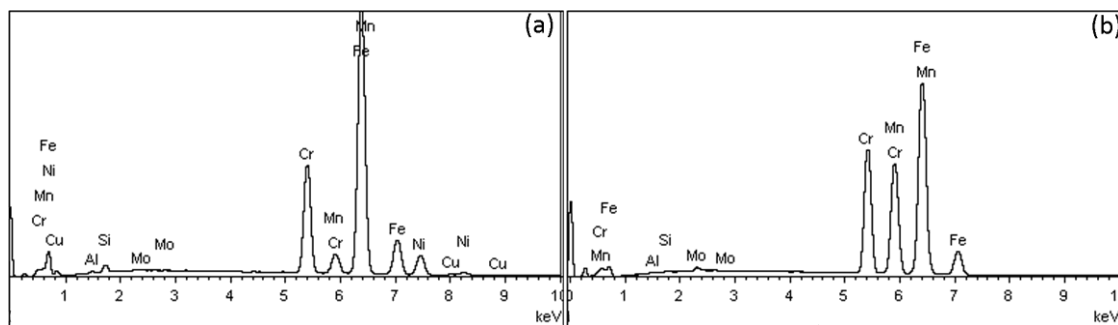 (a)
Mn
Fe
Fe
Ni
Mn
Cr
Cu
Al
Si
Mo
Mo
Cr
Mn
Cr
Fe
Ni
Cu
Ni
Cu
1 2 3 4 5 6 7 8 9 10
keV
(b)
Fe
Mn
Fe
Cr
Mn
Al
Si
Mo
Mo
Cr
Mn
Cr
Fe
0 1 2 3 4 5 6 7 8 9 1
keV